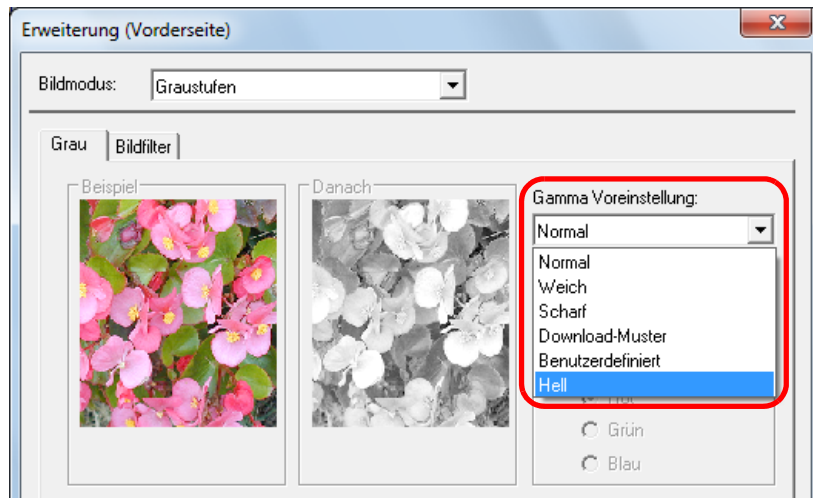 Erweiterung (Vorderseite)
Bildmodus: Graustufen
Grau Bildfilter
Beispiel Danach
Gamma Voreinstellung:
Normal
Normal
Weich
Scharf
Download-Muster
Benutzerdefiniert
Hell
Grün
Blau